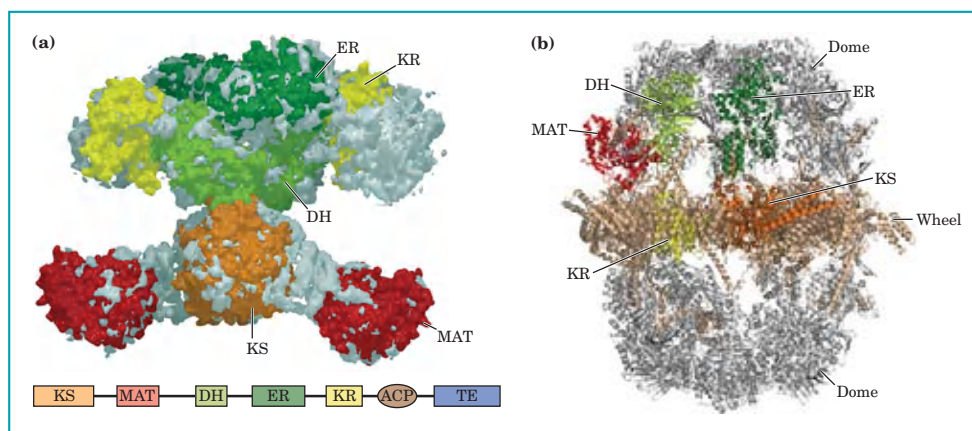 (a)
ER
KR
DH
KS
MAT
KS MAT DH ER KR ACP TE
(b)
Dome
DH
ER
MAT
KS
Wheel
KR
Dome